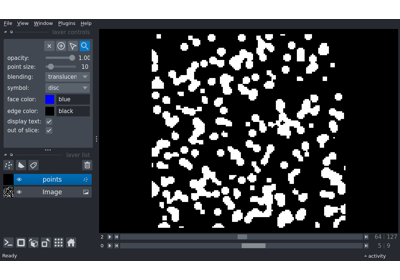 File View Window Plugins Help
layer controls
opacity: 1.00
point size: 10
blending: translucen
symbol: disc
face color: blue
edge color: black
display text:
out of slice:
layer list
points
Image
2 64 127
0 5 9
Ready activity